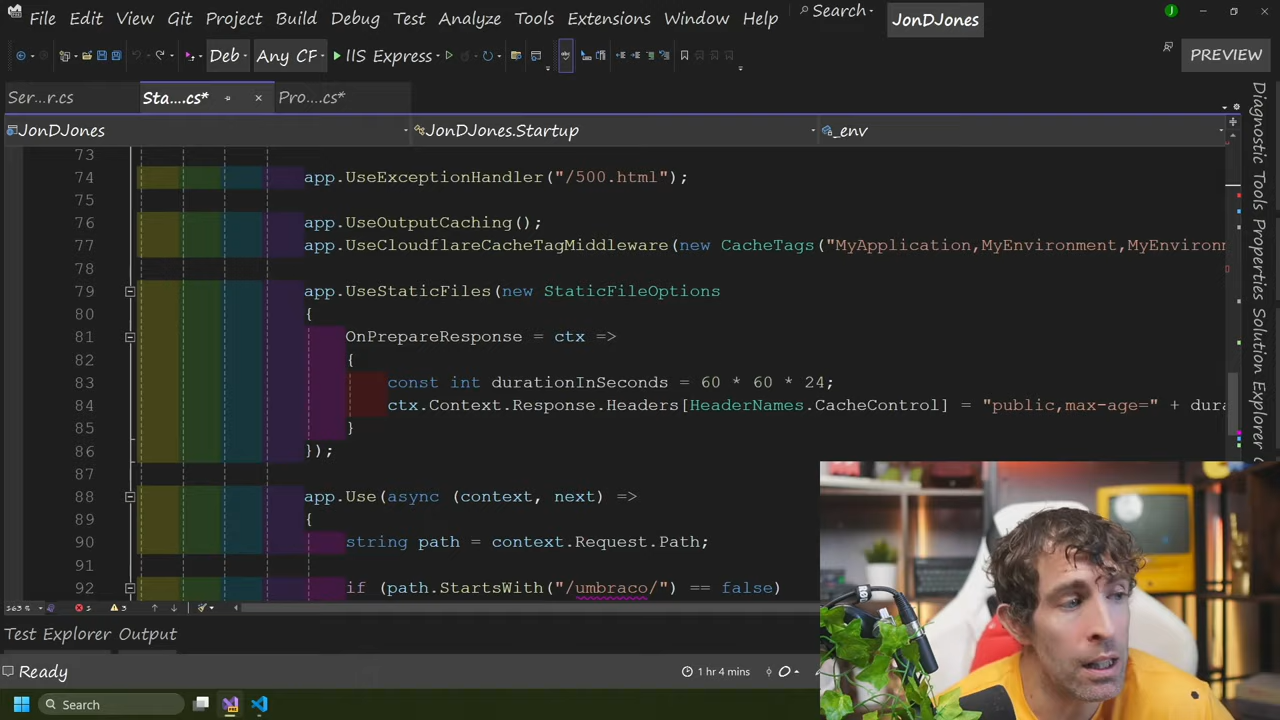 File Edit View Git Project Build Debug Test Analyze Tools Extensions Window Help Search JonDJones
Deb Any CF IIS Express PREVIEW
Ser...r.cs Sta....cs* Pro....cs*
JonDJones JonDJones.Startup _env
73
74 app.UseExceptionHandler("/500.html");
75
76 app.UseOutputCaching();
77 app.UseCloudflareCacheTagMiddleware(new CacheTags("MyApplication,MyEnvironment,MyEnvironm
78
79 app.UseStaticFiles(new StaticFileOptions
80 {
81 OnPrepareResponse = ctx =>
82 {
83 const int durationInSeconds = 60 * 60 * 24;
84 ctx.Context.Response.Headers[HeaderNames.CacheControl] = "public,max-age=" + dura
85 }
86 });
87
88 app.Use(async (context, next) =>
89 {
90 string path = context.Request.Path;
91
92 if (path.StartsWith("/umbraco/") == false)
Diagnostic Tools Properties Solution Explorer
Test Explorer Output
Ready 1 hr 4 mins 0
Search